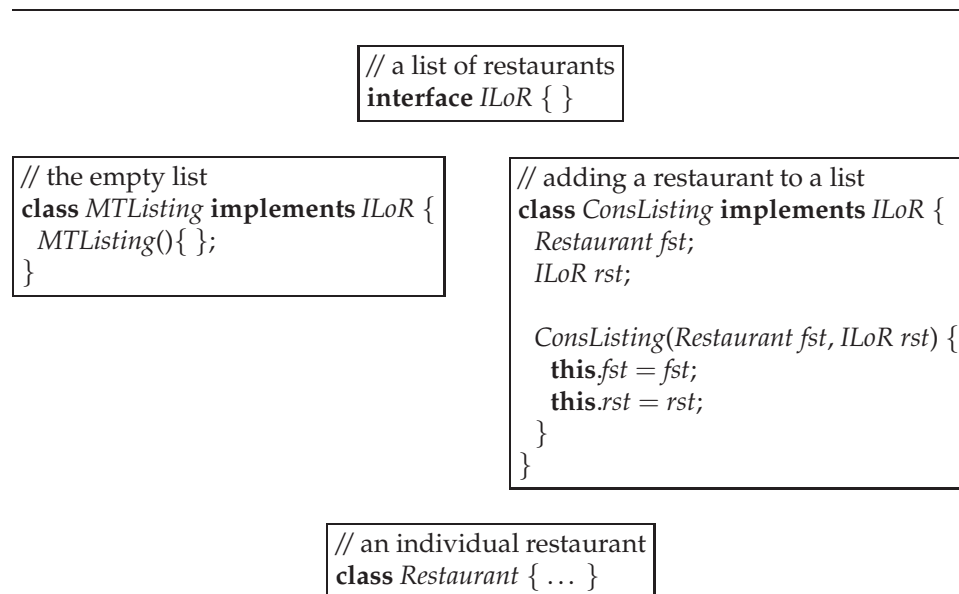 // a list of restaurants
interface ILoR { }
// the empty list
class MTListing implements ILoR {
MTListing(){ };
}
// adding a restaurant to a list
class ConsListing implements ILoR {
Restaurant fst;
ILoR rst;
ConsListing(Restaurant fst, ILoR rst) {
this.fst = fst;
this.rst = rst;
}
}
// an individual restaurant
class Restaurant { ... }